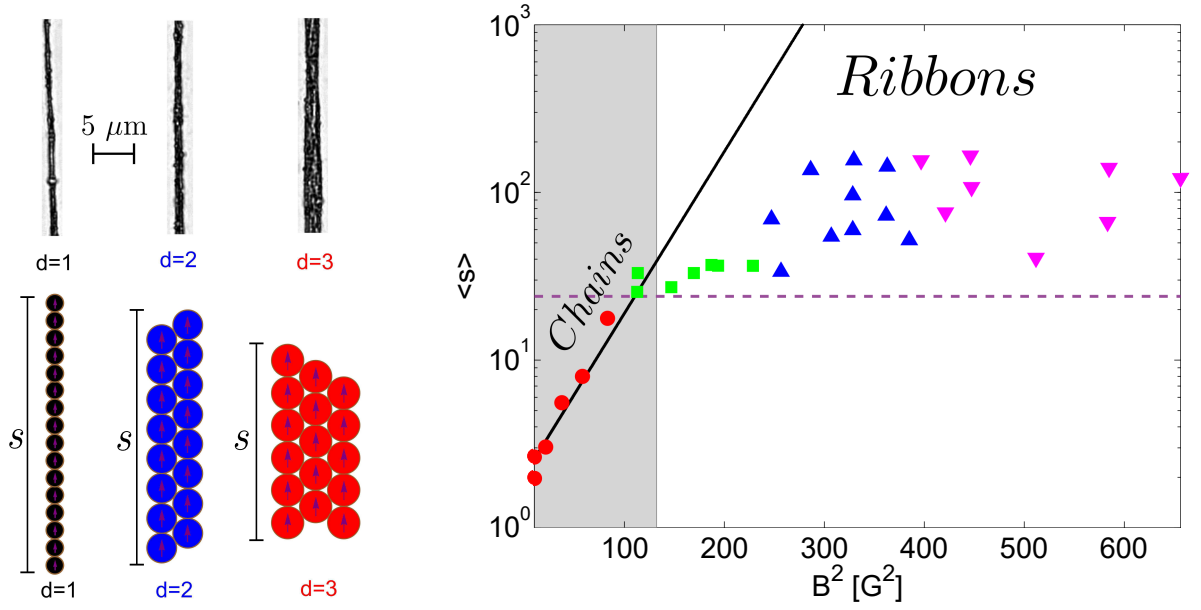 5 μm
d=1
d=2
d=3
s
s
s
d=1
d=2
d=3
10³
10²
10¹
10⁰
<s>
Chains
Ribbons
100 200 300 400 500 600
B² [G²]